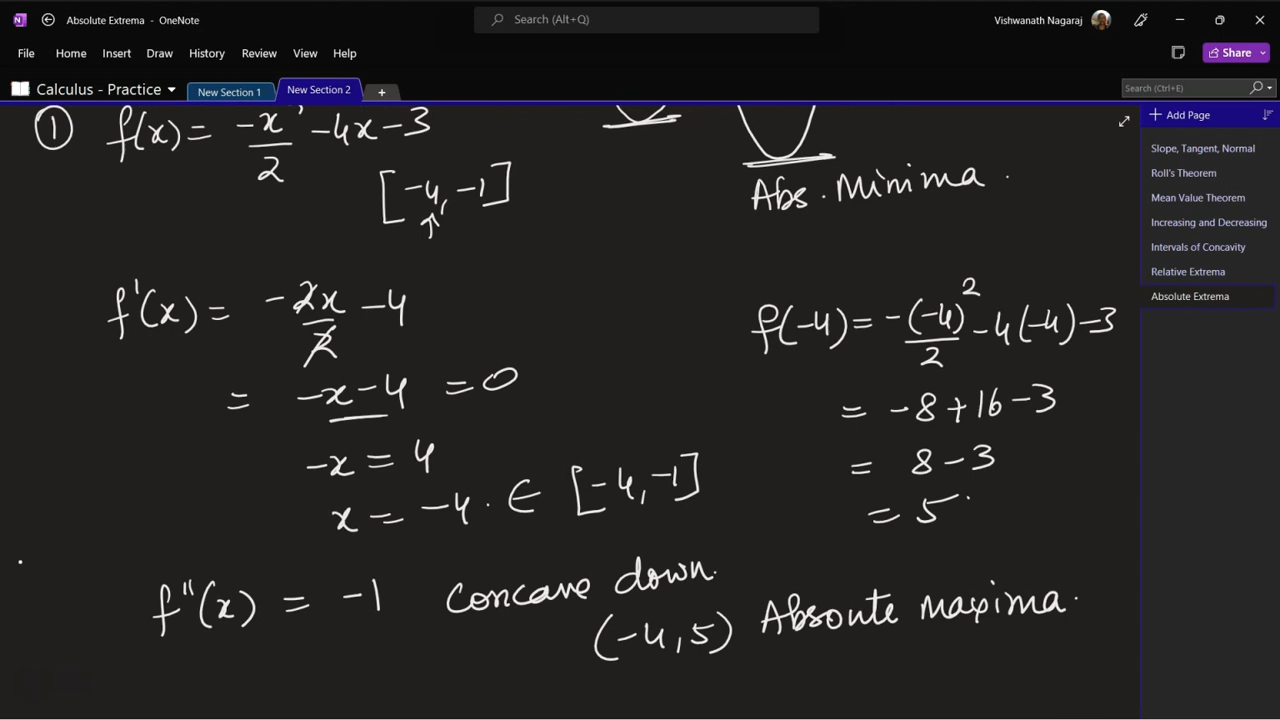 Absolute Extrema - OneNote
Search (Alt+Q)
Vishwanath Nagaraj
File Home Insert Draw History Review View Help
Share
Calculus - Practice
New Section 1
New Section 2
+
Search (Ctrl+E)
Add Page
Slope, Tangent, Normal
Roll's Theorem
Mean Value Theorem
Increasing and Decreasing
Intervals of Concavity
Relative Extrema
Absolute Extrema
① f(x) = -x²/2 -4x-3
[-4, -1]
↑
Abs. Minima.
f'(x) = -2x/2 -4
= -x-4 =0
-x = 4
x = -4. ∈ [-4,-1]
f(-4) = -(-4)²/2 -4(-4)-3
= -8+16-3
= 8-3
= 5.
f''(x) = -1 Concave down.
(-4,5) Absoute maxima.